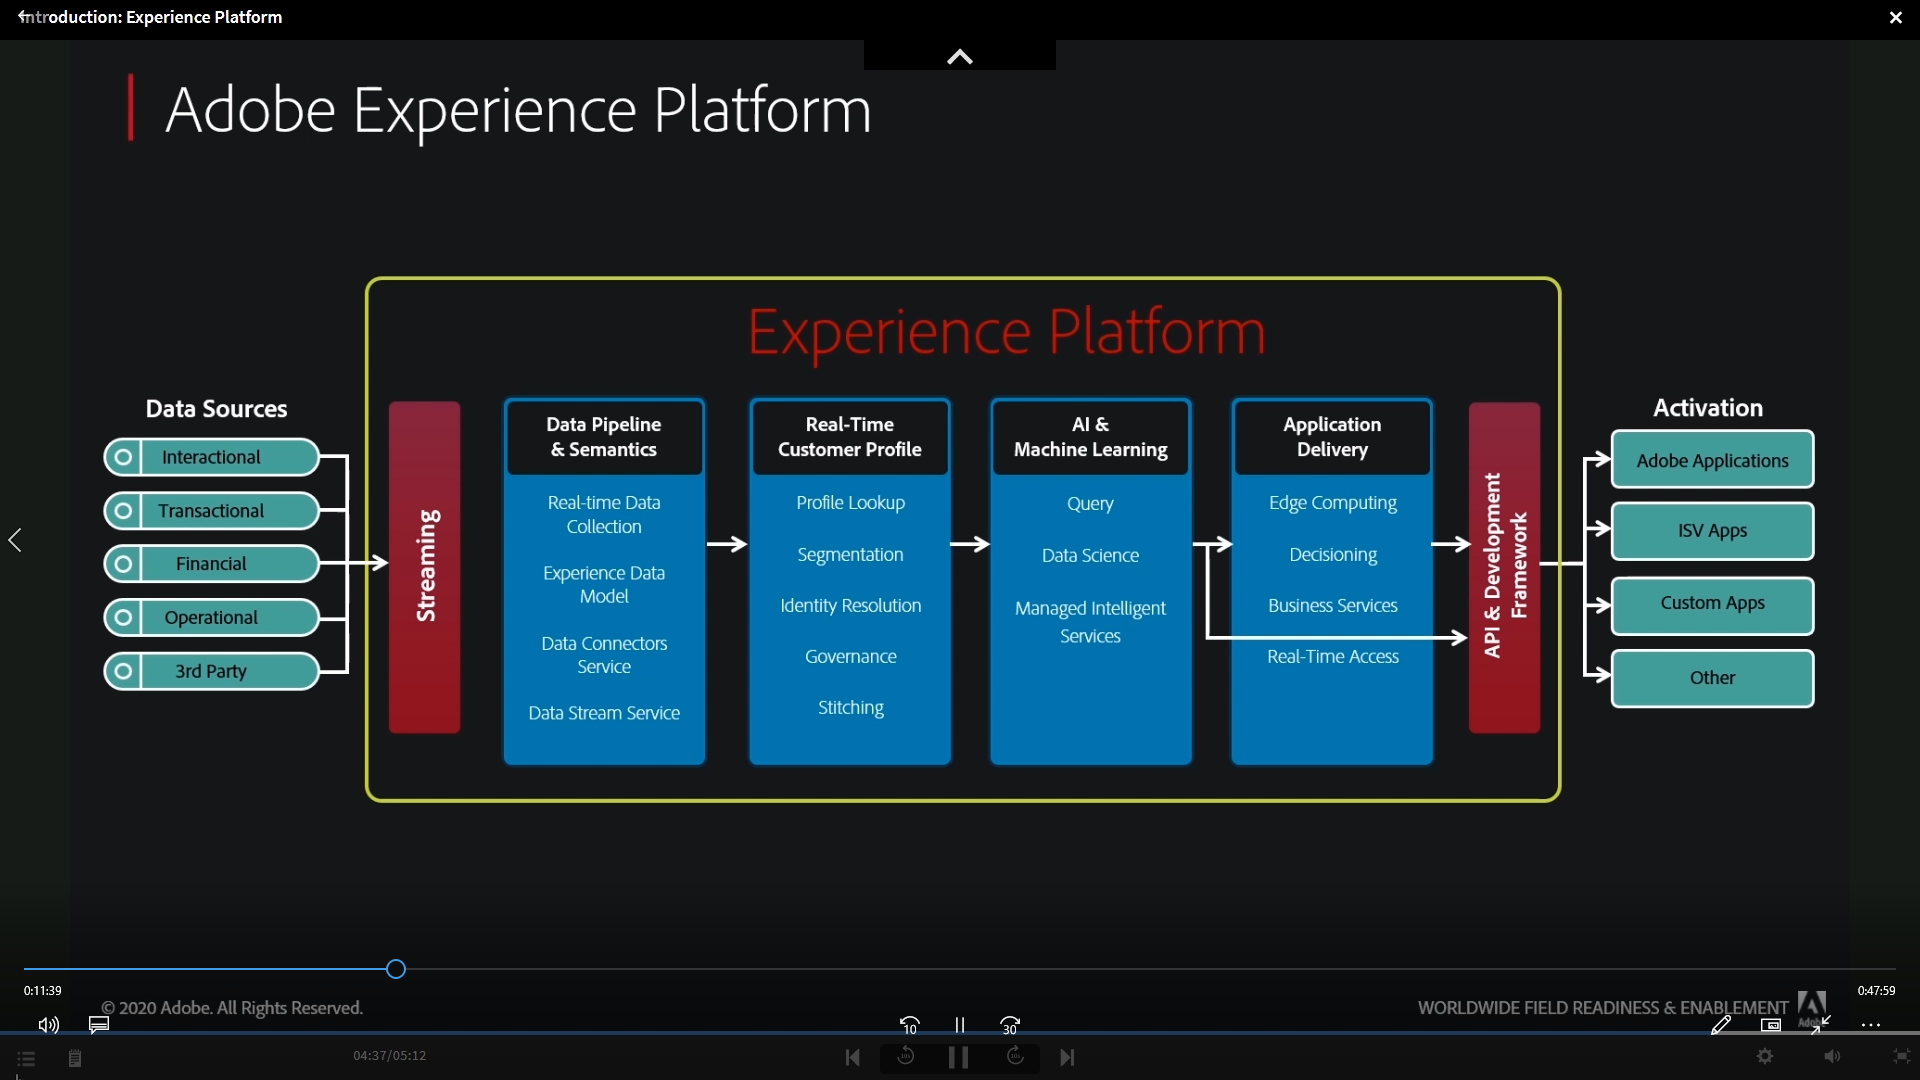 Introduction: Experience Platform
Adobe Experience Platform
Experience Platform
Data Sources
Interactional
Transactional
Financial
Operational
3rd Party
Streaming
Data Pipeline
& Semantics
Real-time Data
Collection
Experience Data
Model
Data Connectors
Service
Data Stream Service
Real-Time
Customer Profile
Profile Lookup
Segmentation
Identity Resolution
Governance
Stitching
AI &
Machine Learning
Query
Data Science
Managed Intelligent
Services
Application
Delivery
Edge Computing
Decisioning
Business Services
Real-Time Access
API & Development
Framework
Activation
Adobe Applications
ISV Apps
Custom Apps
Other
0:11:39
0:47:59
© 2020 Adobe. All Rights Reserved.
WORLDWIDE FIELD READINESS & ENABLEMENT
Adobe
10
30
04:37/05:12
10s
10s